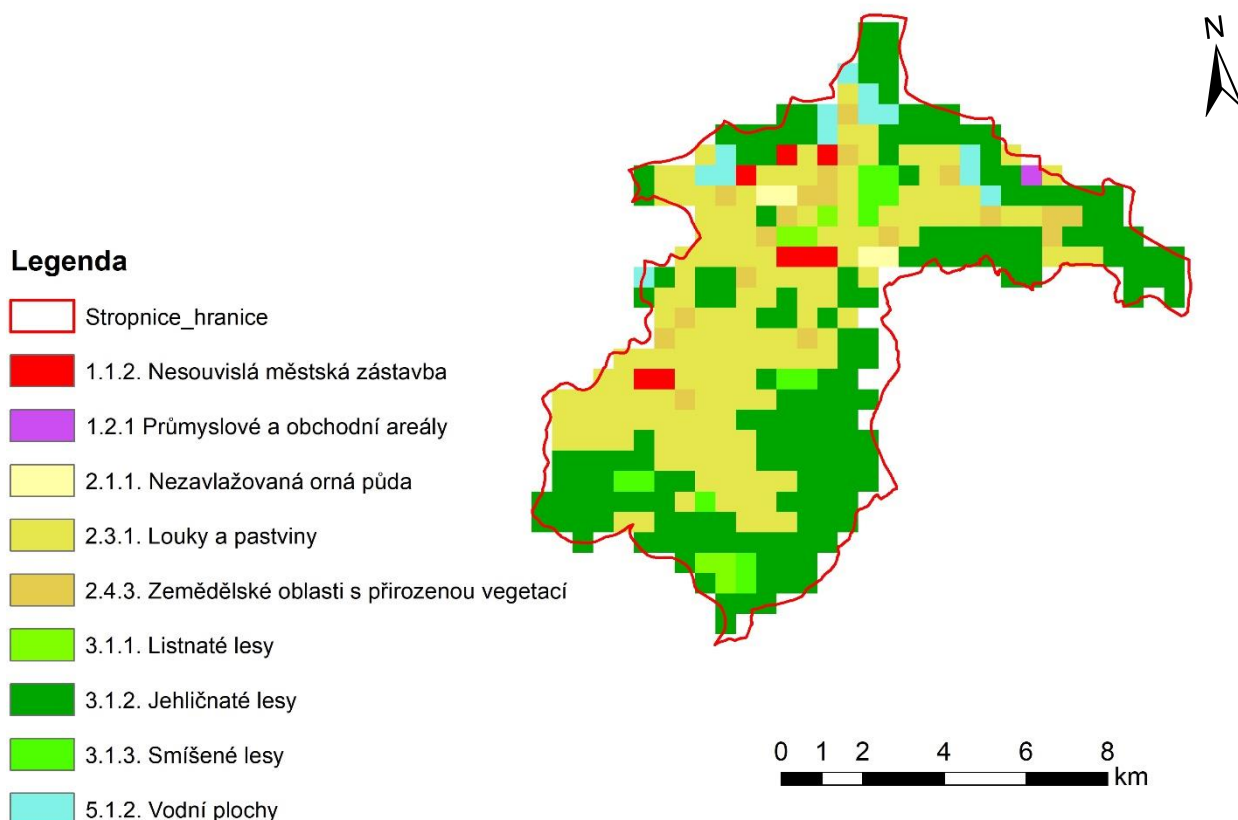 N
Legenda
Stropnice_hranice
1.1.2. Nesouvislá městská zástavba
1.2.1 Průmyslové a obchodní areály
2.1.1. Nezavlažovaná orná půda
2.3.1. Louky a pastviny
2.4.3. Zemědělské oblasti s přirozenou vegetací
3.1.1. Listnaté lesy
3.1.2. Jehličnaté lesy
3.1.3. Smíšené lesy
5.1.2. Vodní plochy
0 1 2 4 6 8
km